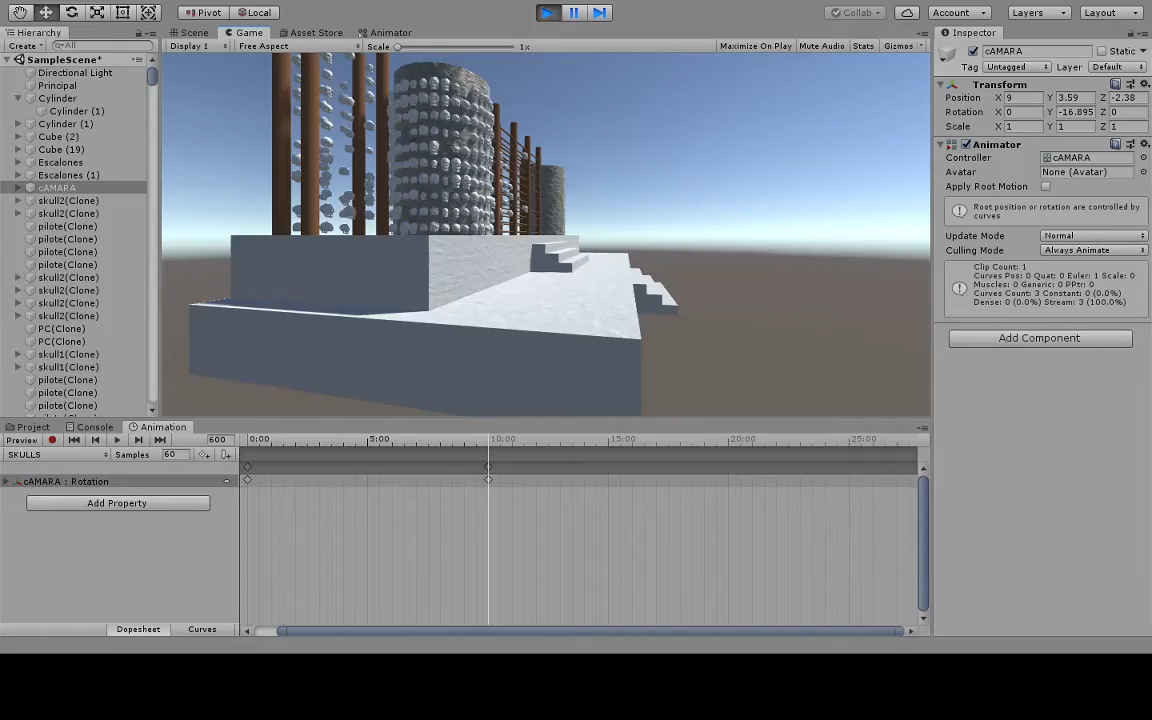 Pivot Local Collab Account Layers Layout
Hierarchy Scene Game Asset Store Animator Inspector
Create All Display 1 Free Aspect Scale 1x Maximize On Play Mute Audio Stats Gizmos cAMARA Static
SampleScene* Tag Untagged Layer Default
Directional Light
Principal Transform
Cylinder Position X 9 Y 3.59 Z -2.38
Cylinder (1) Rotation X 0 Y -16.895 Z 0
Cylinder (1) Scale X 1 Y 1 Z 1
Cube (2)
Cube (19) Animator
Escalones Controller cAMARA
Escalones (1) Avatar None (Avatar)
cAMARA Apply Root Motion
skull2(Clone) Root position or rotation are controlled by
skull2(Clone) curves
pilote(Clone)
pilote(Clone) Update Mode Normal
pilote(Clone) Culling Mode Always Animate
pilote(Clone) Clip Count: 1
skull2(Clone) Curves Pos: 0 Quat: 0 Euler: 1 Scale: 0
skull2(Clone) Muscles: 0 Generic: 0 PPtr: 0
skull2(Clone) Curves Count: 3 Constant: 0 (0.0%)
skull2(Clone) Dense: 0 (0.0%) Stream: 3 (100.0%)
PC(Clone)
PC(Clone) Add Component
skull1(Clone)
skull1(Clone)
pilote(Clone)
pilote(Clone)
pilote(Clone)
Project Console Animation
Preview 600 0:00 5:00 10:00 15:00 20:00 25:00
SKULLS Samples 60
cAMARA : Rotation
Add Property
Dopesheet Curves